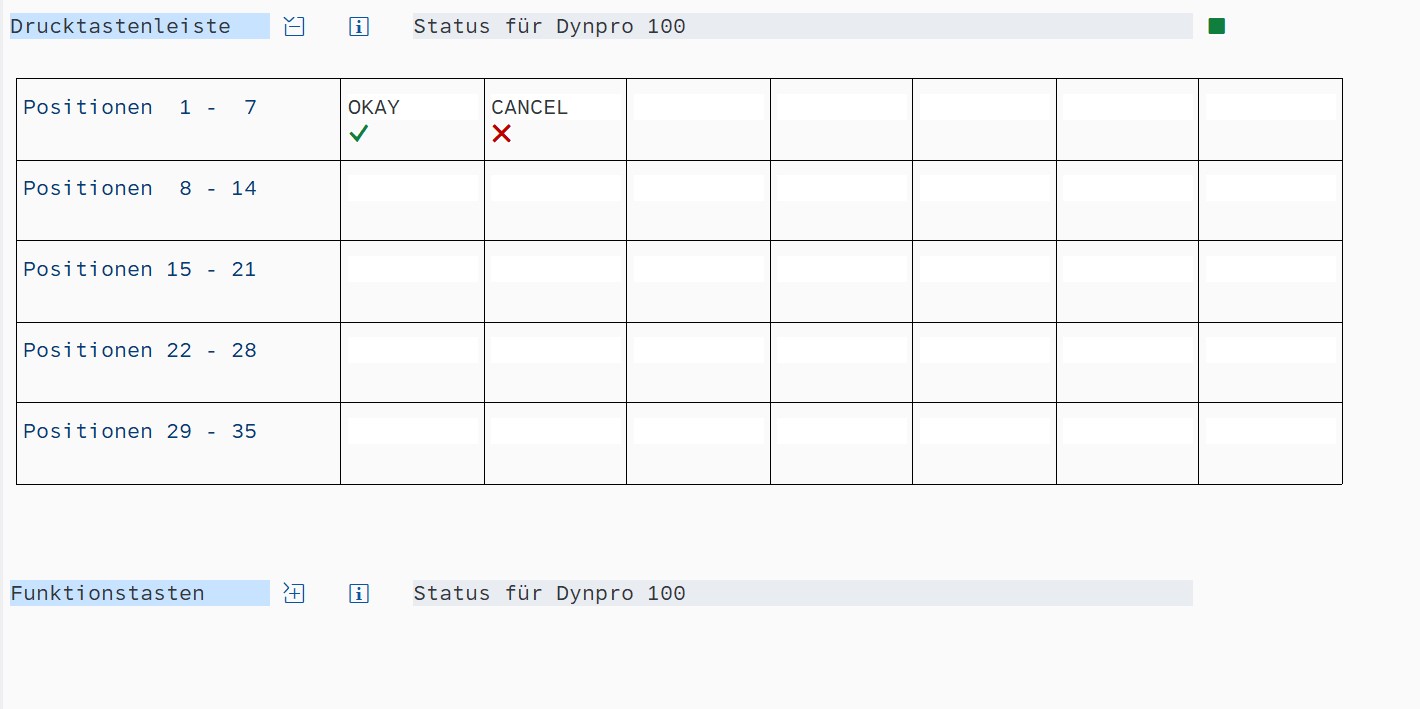 Drucktastenleiste Status für Dynpro 100
Positionen 1 - 7 OKAY CANCEL
Positionen 8 - 14
Positionen 15 - 21
Positionen 22 - 28
Positionen 29 - 35
Funktionstasten Status für Dynpro 100